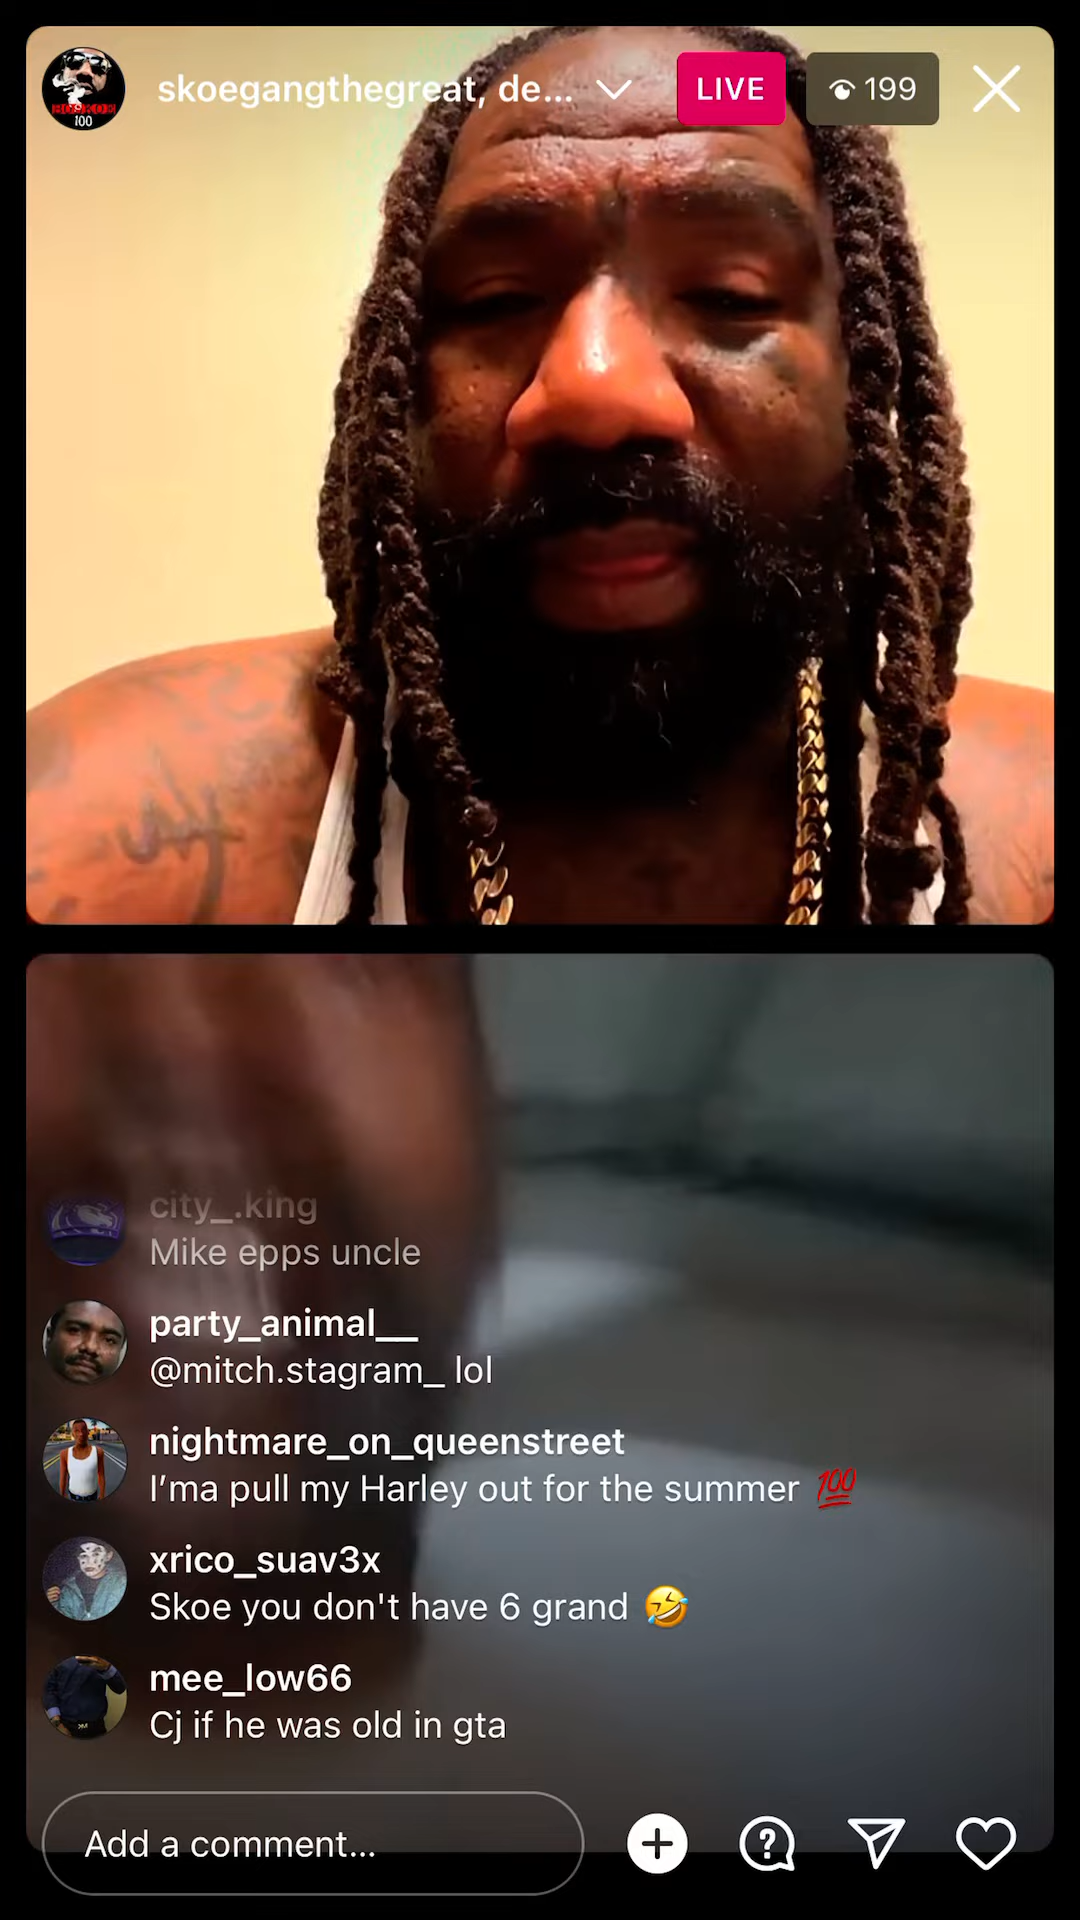 skoegangthegreat, de...
LIVE
199
BGSKOE
100
city_.king
Mike epps uncle
party_animal__
@mitch.stagram_ lol
nightmare_on_queenstreet
I'ma pull my Harley out for the summer 💯
xrico_suav3x
Skoe you don't have 6 grand 🤣
mee_low66
Cj if he was old in gta
Add a comment...